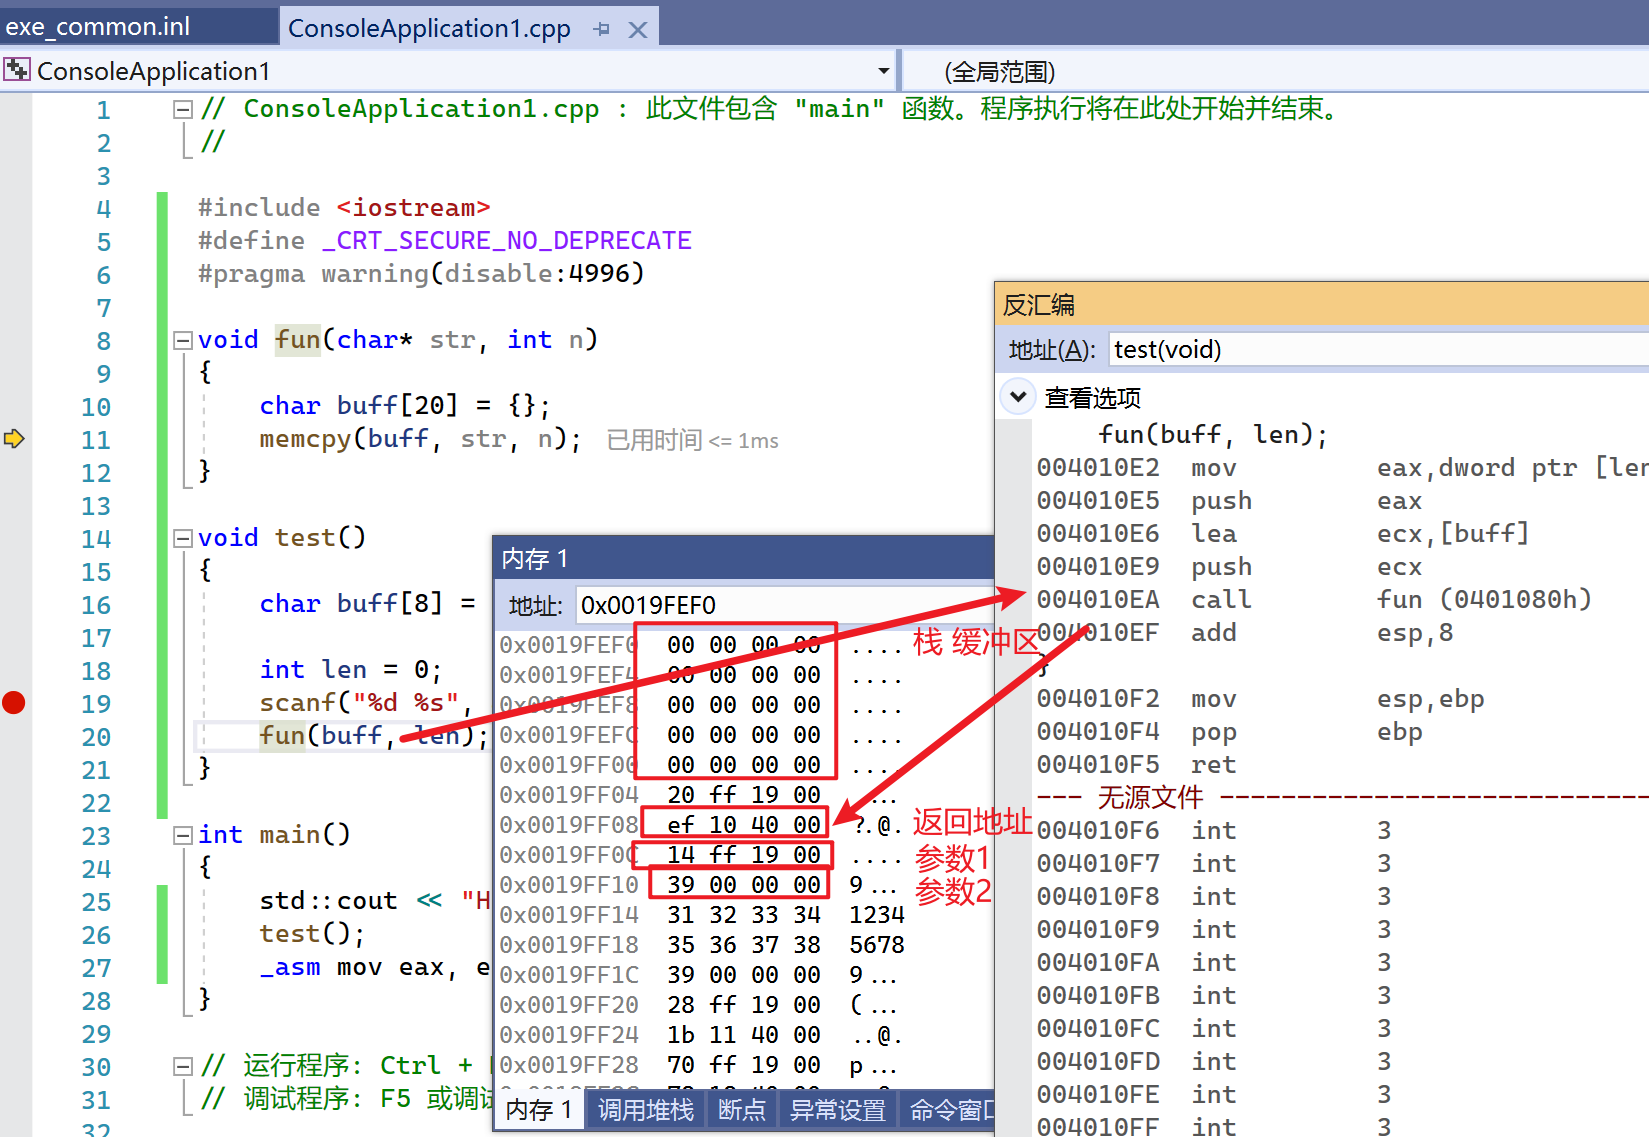 exe_common.inl
ConsoleApplication1.cpp
ConsoleApplication1
(全局范围)
1 // ConsoleApplication1.cpp : 此文件包含 "main" 函数。程序执行将在此处开始并结束。
2 //
3
4 #include <iostream>
5 #define _CRT_SECURE_NO_DEPRECATE
6 #pragma warning(disable:4996)
7
8 void fun(char* str, int n)
9 {
10 char buff[20] = {};
11 memcpy(buff, str, n); 已用时间 <= 1ms
12 }
13
14 void test()
15 {
16 char buff[8] =
17
18 int len = 0;
19 scanf("%d %s",
20 fun(buff, len);
21 }
22
23 int main()
24 {
25 std::cout << "H
26 test();
27 _asm mov eax, e
28 }
29
30 // 运行程序: Ctrl +
31 // 调试程序: F5 或调试
32
内存 1
地址: 0x0019FEF0
0x0019FEF0 00 00 00 00 ....
0x0019FEF4 00 00 00 00 ....
0x0019FEF8 00 00 00 00 ....
0x0019FEFC 00 00 00 00 ....
0x0019FF00 00 00 00 00 ....
0x0019FF04 20 ff 19 00 ...
0x0019FF08 ef 10 40 00 ?.@.
0x0019FF0C 14 ff 19 00 ....
0x0019FF10 39 00 00 00 9...
0x0019FF14 31 32 33 34 1234
0x0019FF18 35 36 37 38 5678
0x0019FF1C 39 00 00 00 9...
0x0019FF20 28 ff 19 00 (...
0x0019FF24 1b 11 40 00 ..@.
0x0019FF28 70 ff 19 00 p...
栈 缓冲区
返回地址
参数1
参数2
内存 1 调用堆栈 断点 异常设置 命令窗口
反汇编
地址(A): test(void)
查看选项
fun(buff, len);
004010E2 mov eax,dword ptr [len
004010E5 push eax
004010E6 lea ecx,[buff]
004010E9 push ecx
004010EA call fun (0401080h)
004010EF add esp,8
}
004010F2 mov esp,ebp
004010F4 pop ebp
004010F5 ret
--- 无源文件 ----------------------------
004010F6 int 3
004010F7 int 3
004010F8 int 3
004010F9 int 3
004010FA int 3
004010FB int 3
004010FC int 3
004010FD int 3
004010FE int 3
004010FF int 3